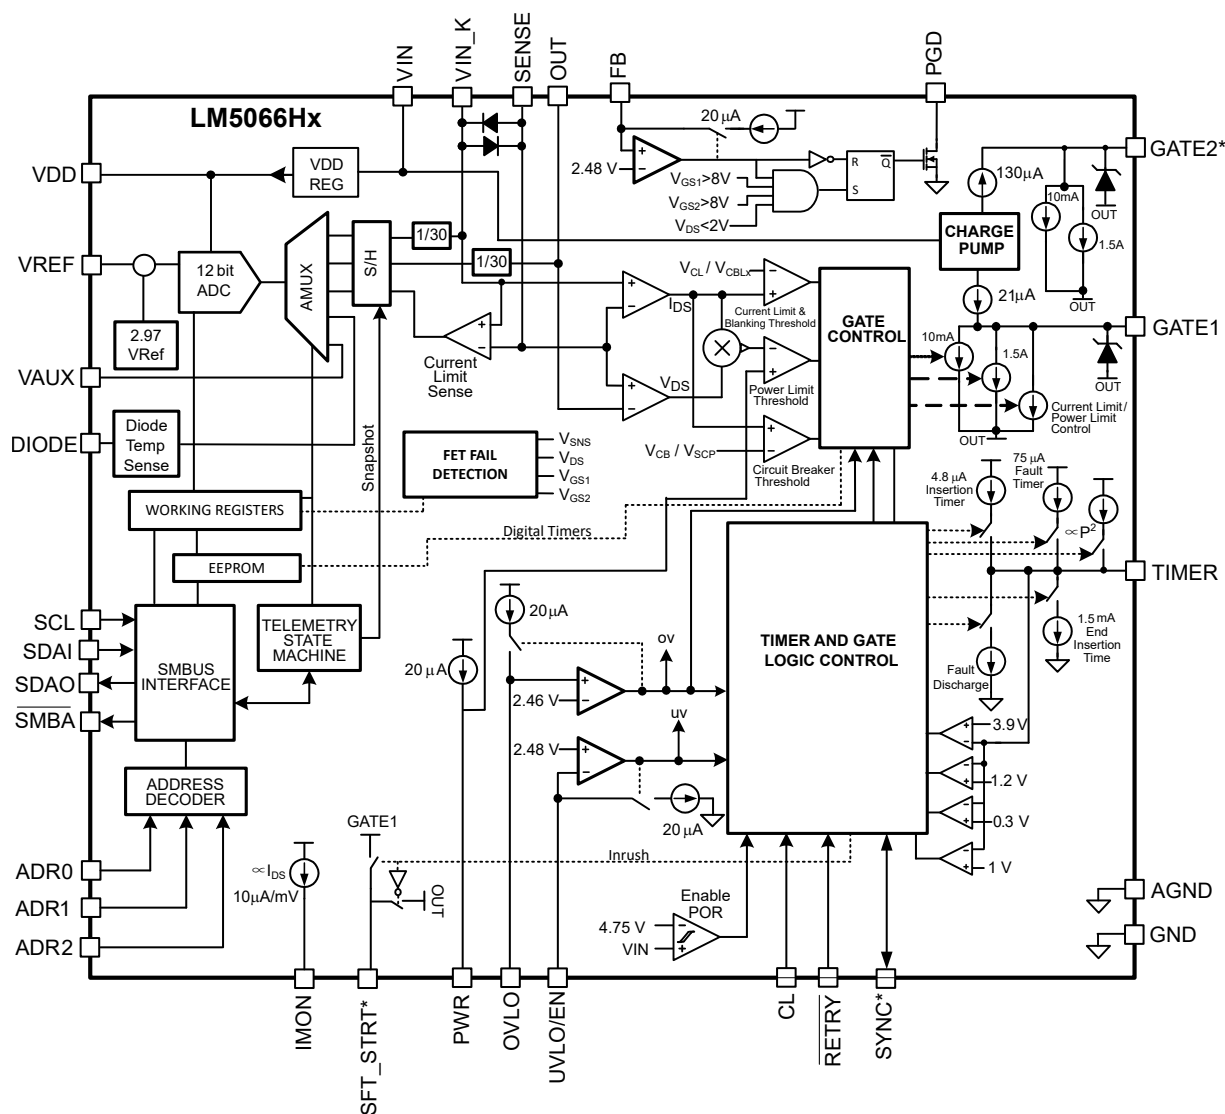 VIN
VIN_K
SENSE
OUT
FB
PGD
LM5066Hx
20 µA
VDD
VDD
REG
2.48 V
+
−
R
Q
S
VGS1>8V
VGS2>8V
VDS<2V
GATE2*
130µA
10mA
1.5A
OUT
OUT
CHARGE
PUMP
21µA
VREF
12 bit
ADC
AMUX
S/H
1/30
1/30
2.97
VRef
+
−
Current
Limit
Sense
+
−
IDS
+
−
VDS
VCL / VCBLx
−
+
Current Limit &
Blanking Threshold
−
+
Power Limit
Threshold
+
−
VCB / VSCP
Circuit Breaker
Threshold
GATE
CONTROL
GATE1
10mA
1.5A
OUT
Current Limit /
Power Limit
Control
OUT
VAUX
DIODE
Diode
Temp
Sense
Snapshot
FET FAIL
DETECTION
VSNS
VDS
VGS1
VGS2
WORKING REGISTERS
Digital Timers
EEPROM
4.8 µA
Insertion
Timer
75 µA
Fault
Timer
∝P2
TIMER
1.5 mA
End
Insertion
Time
Fault
Discharge
SCL
SDAI
SDAO
SMBA
SMBUS
INTERFACE
TELEMETRY
STATE
MACHINE
20 µA
20 µA
ov
+
−
2.46 V
uv
2.48 V
+
−
20 µA
TIMER AND GATE
LOGIC CONTROL
+
−
3.9 V
−
+
1.2 V
−
+
0.3 V
−
+
1 V
ADDRESS
DECODER
GATE1
Inrush
OUT
∝IDS
10µA/mV
Enable
POR
4.75 V
−
VIN
+
ADR0
ADR1
ADR2
AGND
GND
IMON
SFT_STRT*
PWR
OVLO
UVLO/EN
CL
RETRY
SYNC*